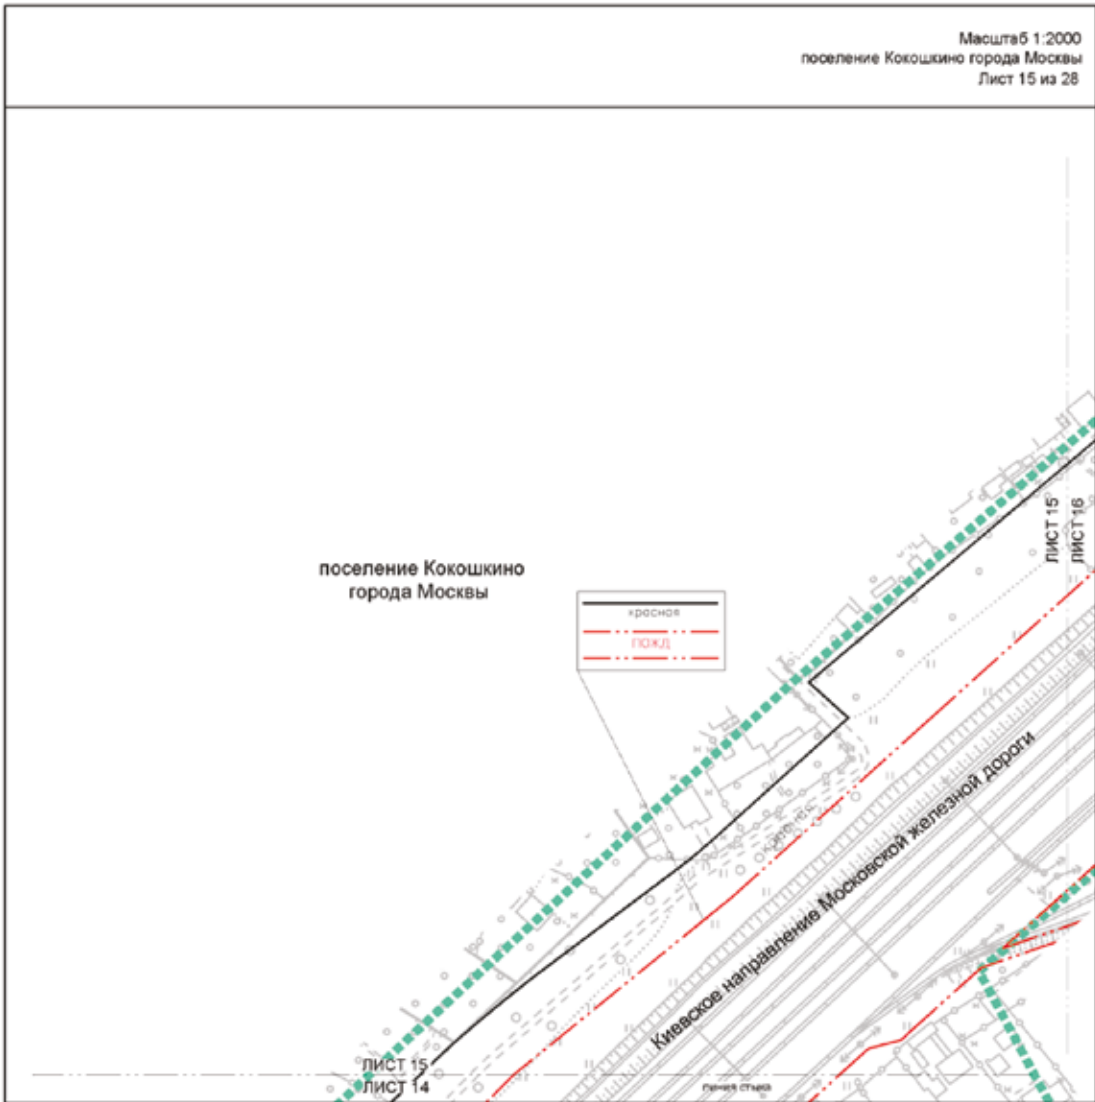 Масштаб 1:2000
поселение Кокошкино города Москвы
Лист 15 из 28
ЛИСТ 15
ЛИСТ 16
поселение Кокошкино
города Москвы
красная
ПОЖД
Киевское направление Московской железной дороги
ЛИСТ 15
ЛИСТ 14
линия стыка